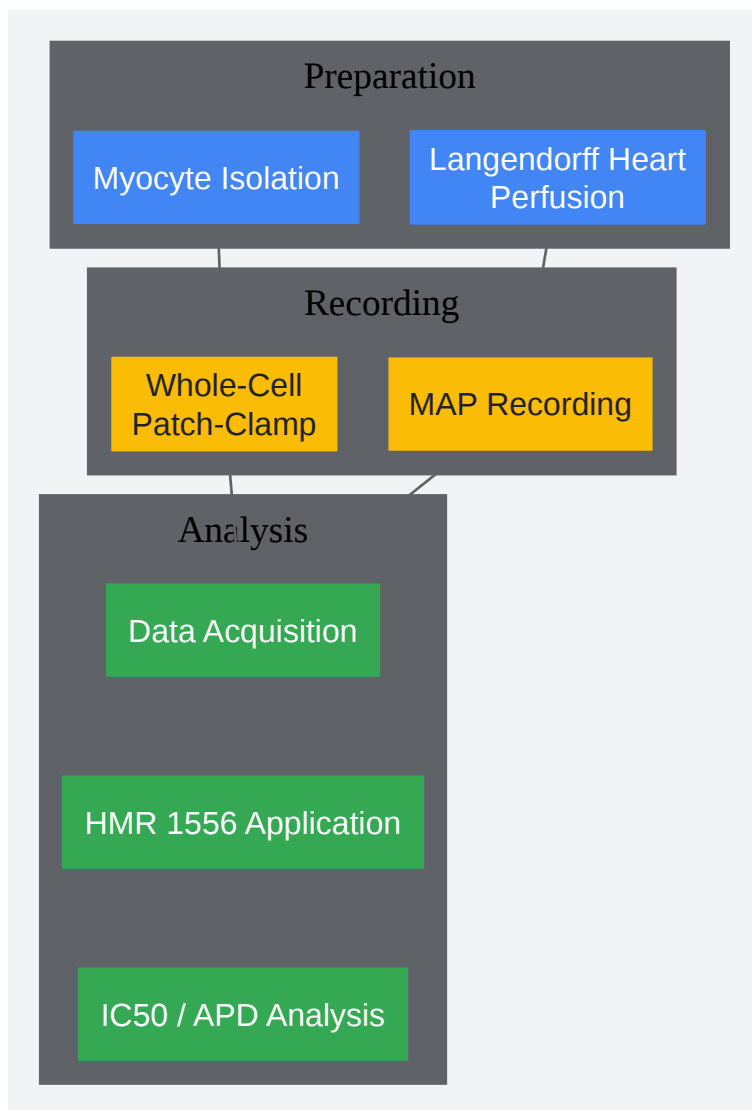 Preparation
Myocyte Isolation
Langendorff Heart
Perfusion
Recording
Whole-Cell
Patch-Clamp
MAP Recording
Analysis
Data Acquisition
HMR 1556 Application
IC50 / APD Analysis